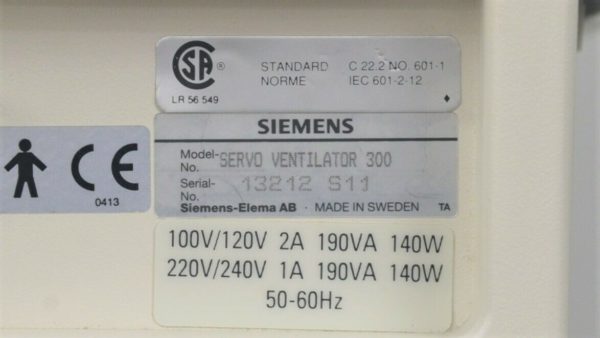 CSA ®
LR 56 549
STANDARD C 22.2 NO. 601-1
NORME IEC 601-2-12
CE
0413
SIEMENS
Model-No. SERVO VENTILATOR 300
Serial-No. 13212 S11
Siemens-Elema AB · MADE IN SWEDEN TA
100V/120V 2A 190VA 140W
220V/240V 1A 190VA 140W
50-60Hz